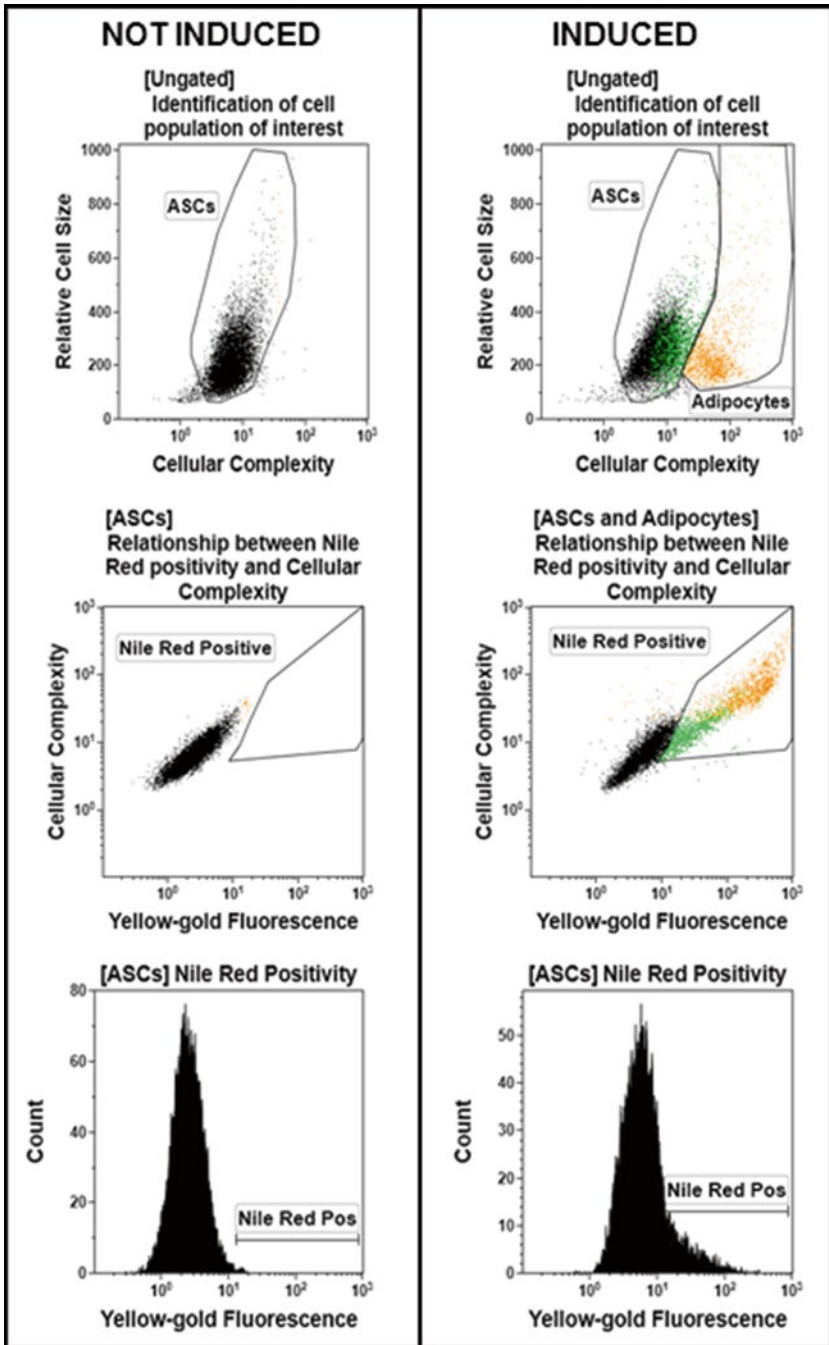 NOT INDUCED
[Ungated]
Identification of cell
population of interest
1000
800
600
400
200
0
ASCs
Relative Cell Size
10⁰
10¹
10²
10³
Cellular Complexity
[ASCs]
Relationship between Nile
Red positivity and Cellular
Complexity
10³
10²
10¹
10⁰
Nile Red Positive
Cellular Complexity
10⁰
10¹
10²
10³
Yellow-gold Fluorescence
[ASCs] Nile Red Positivity
80
60
40
20
0
Count
Nile Red Pos
10⁰
10¹
10²
10³
Yellow-gold Fluorescence
INDUCED
[Ungated]
Identification of cell
population of interest
1000
800
600
400
200
0
ASCs
Adipocytes
Relative Cell Size
10⁰
10¹
10²
10³
Cellular Complexity
[ASCs and Adipocytes]
Relationship between Nile
Red positivity and Cellular
Complexity
10³
10²
10¹
10⁰
Nile Red Positive
Cellular Complexity
10⁰
10¹
10²
10³
Yellow-gold Fluorescence
[ASCs] Nile Red Positivity
50
40
30
20
10
0
Count
Nile Red Pos
10⁰
10¹
10²
10³
Yellow-gold Fluorescence